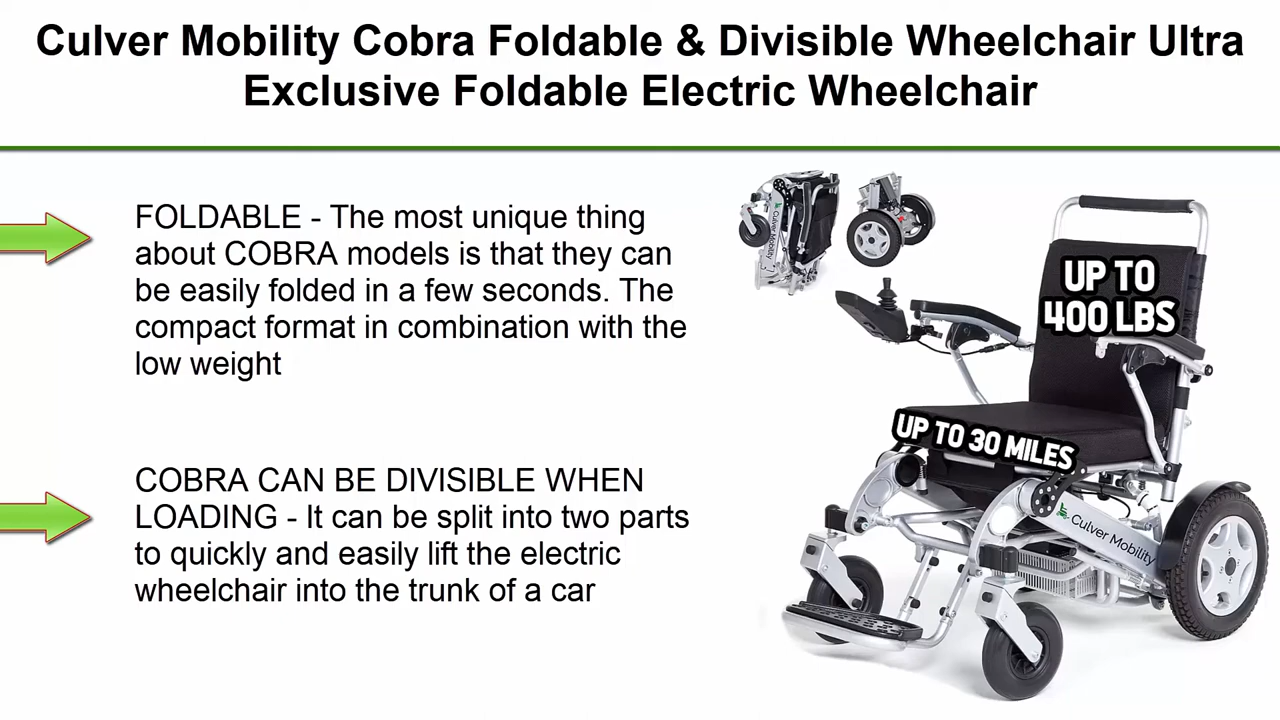 Culver Mobility Cobra Foldable & Divisible Wheelchair Ultra
Exclusive Foldable Electric Wheelchair
FOLDABLE - The most unique thing
about COBRA models is that they can
be easily folded in a few seconds. The
compact format in combination with the
low weight
COBRA CAN BE DIVISIBLE WHEN
LOADING - It can be split into two parts
to quickly and easily lift the electric
wheelchair into the trunk of a car
Culver Mobility
UP TO
400 LBS
UP TO 30 MILES
Culver Mobility